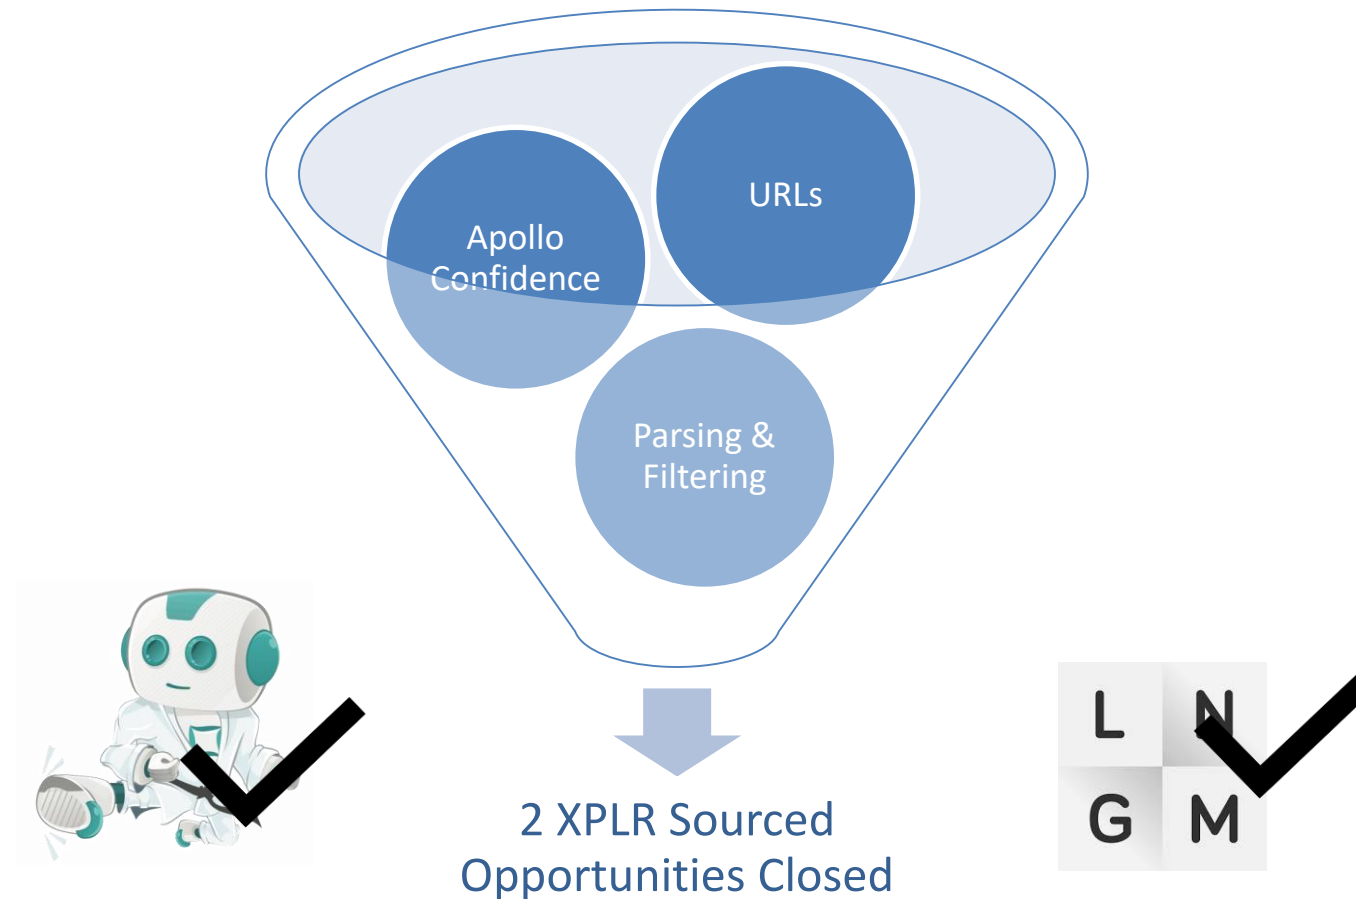 URLs
Apollo
Confidence
Parsing &
Filtering
L N
G M
2 XPLR Sourced
Opportunities Closed